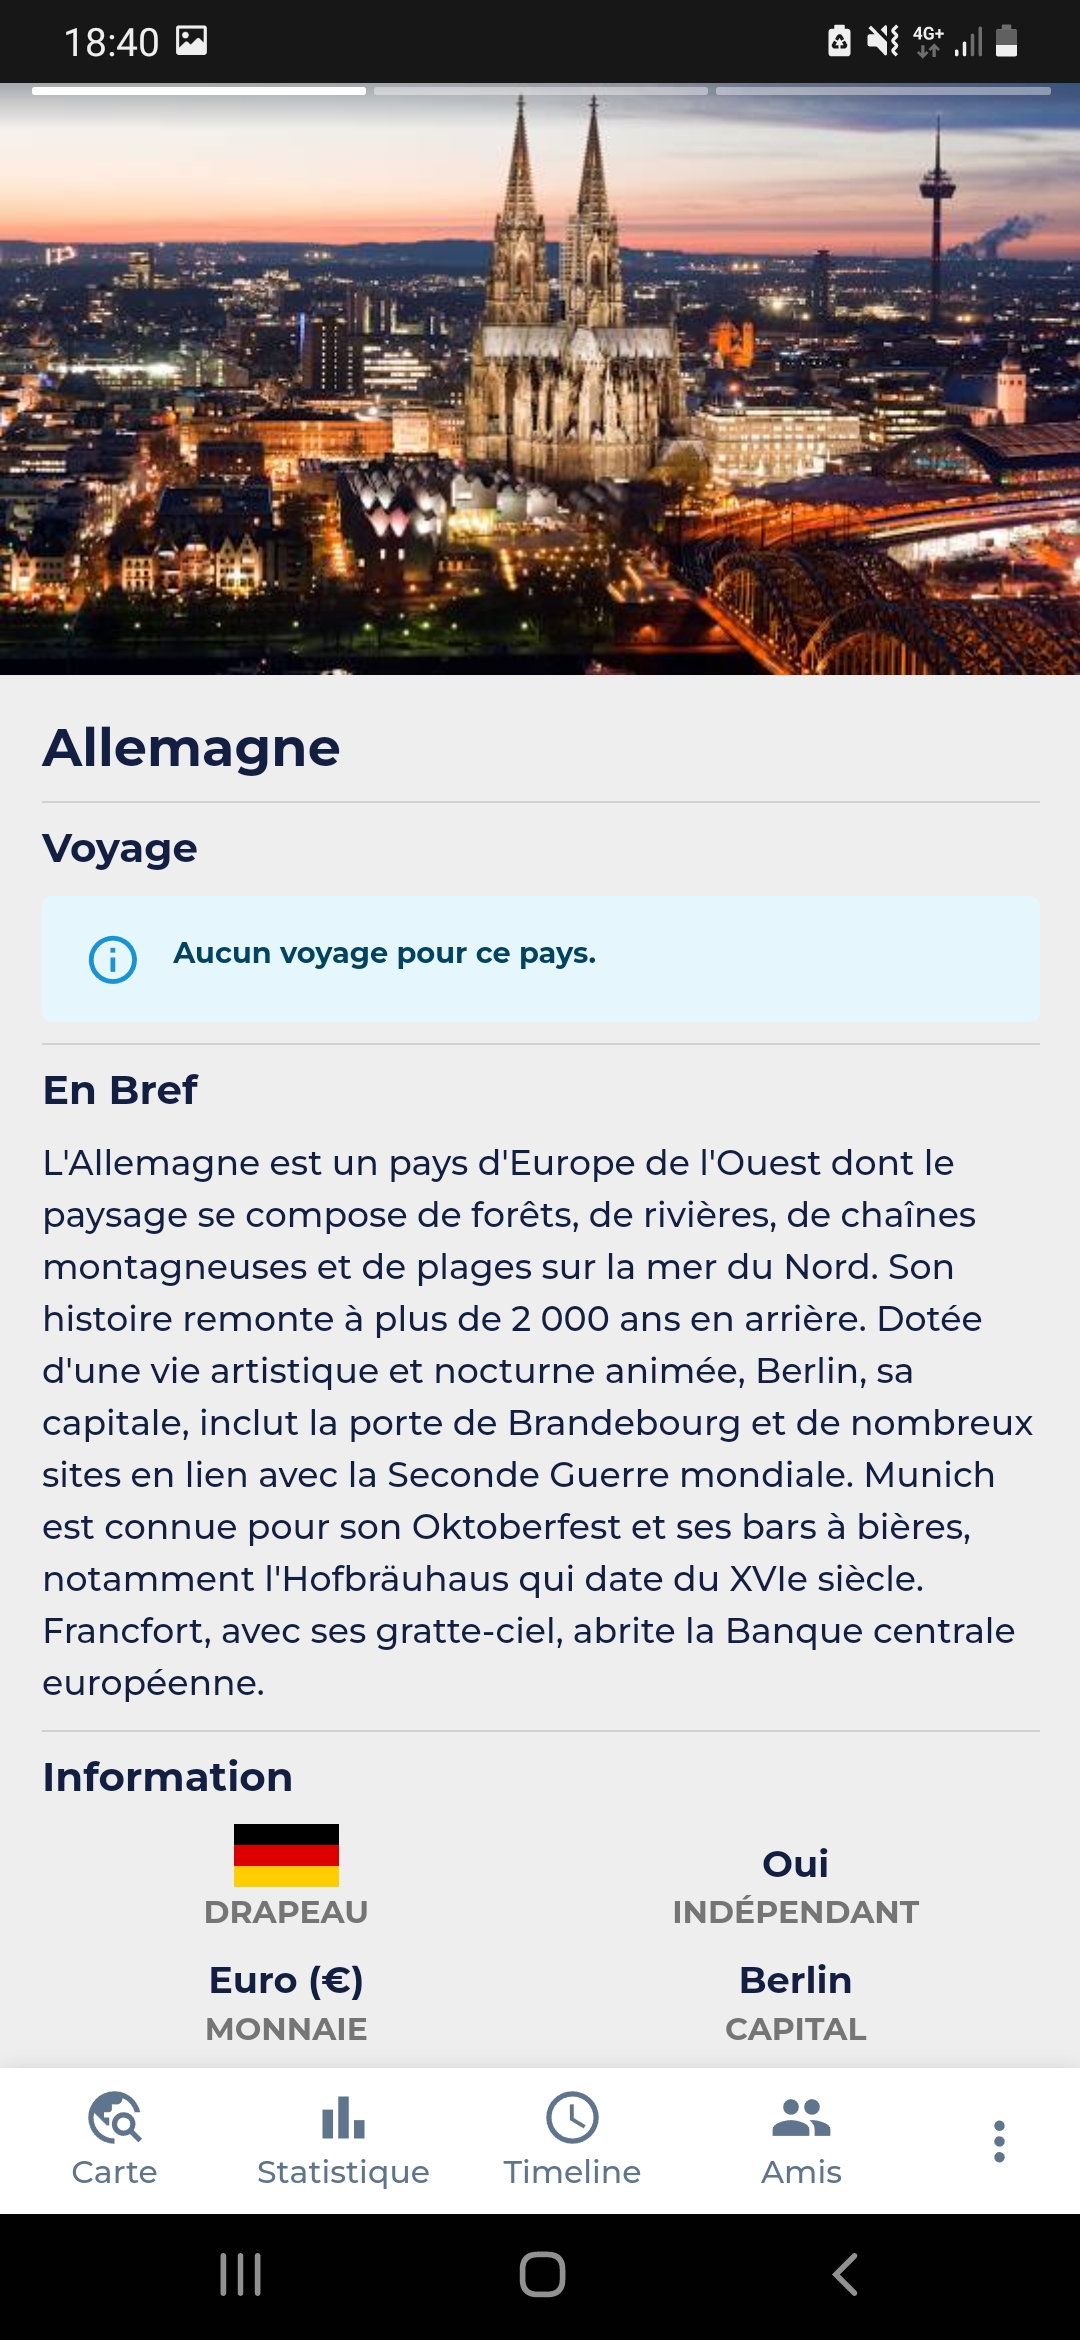 18:40
4G+
Allemagne
Voyage
Aucun voyage pour ce pays.
En Bref
L'Allemagne est un pays d'Europe de l'Ouest dont le
paysage se compose de forêts, de rivières, de chaînes
montagneuses et de plages sur la mer du Nord. Son
histoire remonte à plus de 2 000 ans en arrière. Dotée
d'une vie artistique et nocturne animée, Berlin, sa
capitale, inclut la porte de Brandebourg et de nombreux
sites en lien avec la Seconde Guerre mondiale. Munich
est connue pour son Oktoberfest et ses bars à bières,
notamment l'Hofbräuhaus qui date du XVIe siècle.
Francfort, avec ses gratte-ciel, abrite la Banque centrale
européenne.
Information
Oui
DRAPEAU INDÉPENDANT
Euro (€) Berlin
MONNAIE CAPITAL
Carte Statistique Timeline Amis